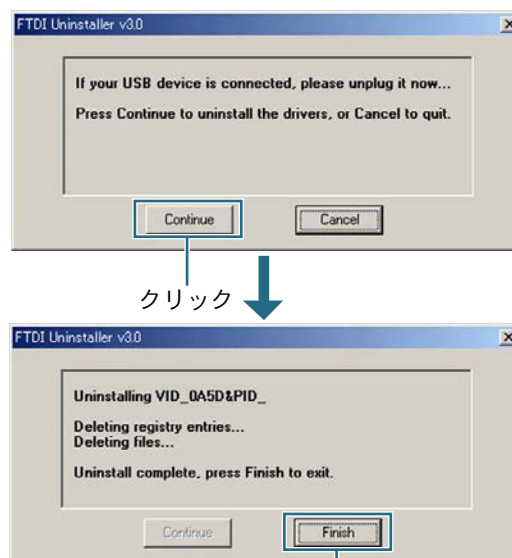 FTDI Uninstaller v3.0
If your USB device is connected, please unplug it now...
Press Continue to uninstall the drivers, or Cancel to quit.
Continue
Cancel
クリック
FTDI Uninstaller v3.0
Uninstalling VID_0A5D&PID_
Deleting registry entries...
Deleting files...
Uninstall complete, press Finish to exit.
Continue
Finish